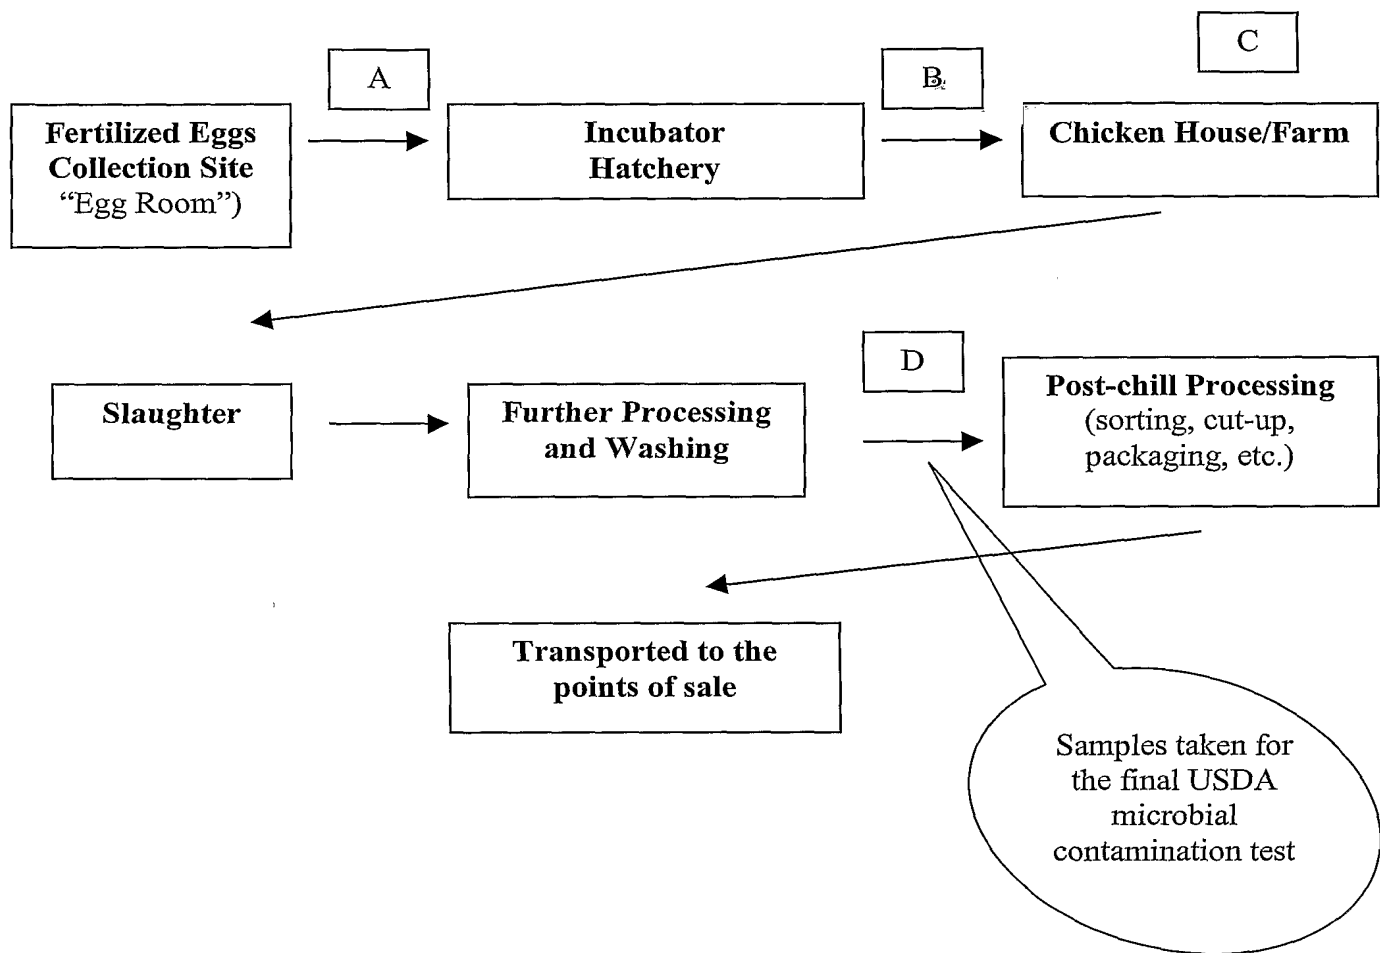 A
B
C
Fertilized Eggs
Collection Site
“Egg Room”)
Incubator
Hatchery
Chicken House/Farm
Slaughter
Further Processing
and Washing
D
Post-chill Processing
(sorting, cut-up,
packaging, etc.)
Transported to the
points of sale
Samples taken for
the final USDA
microbial
contamination test